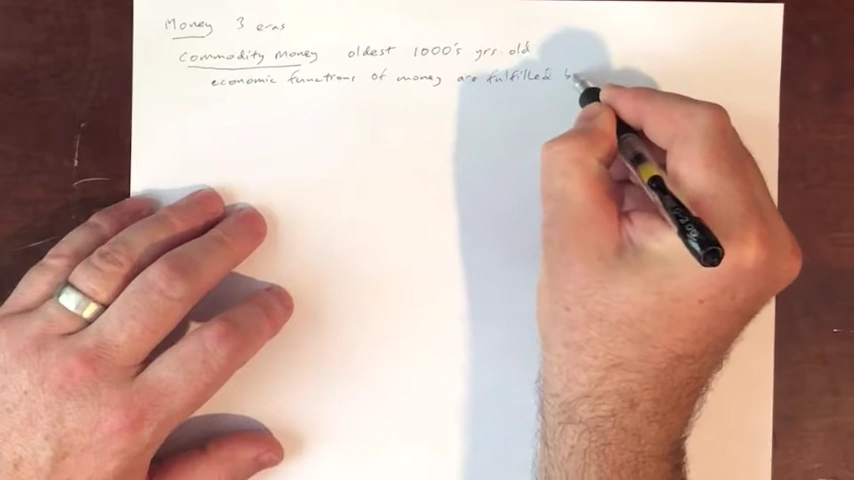 Money 3 eras
commodity money oldest 1000's yrs. old
economic functions of money are fulfilled b